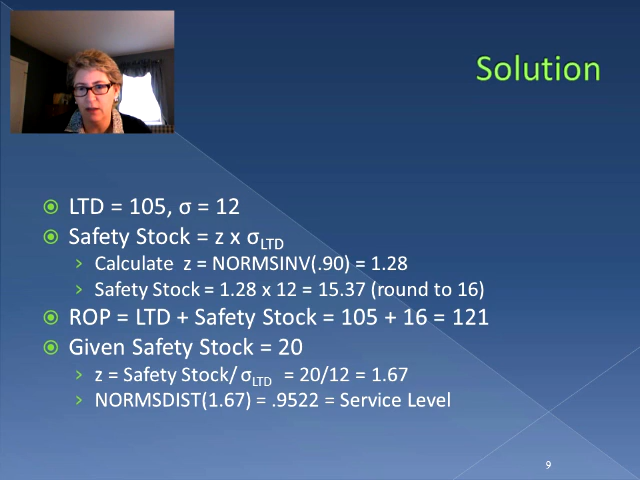 Solution
LTD = 105, σ = 12
Safety Stock = z x σLTD
Calculate z = NORMSINV(.90) = 1.28
Safety Stock = 1.28 x 12 = 15.37 (round to 16)
ROP = LTD + Safety Stock = 105 + 16 = 121
Given Safety Stock = 20
z = Safety Stock/ σLTD = 20/12 = 1.67
NORMSDIST(1.67) = .9522 = Service Level
9